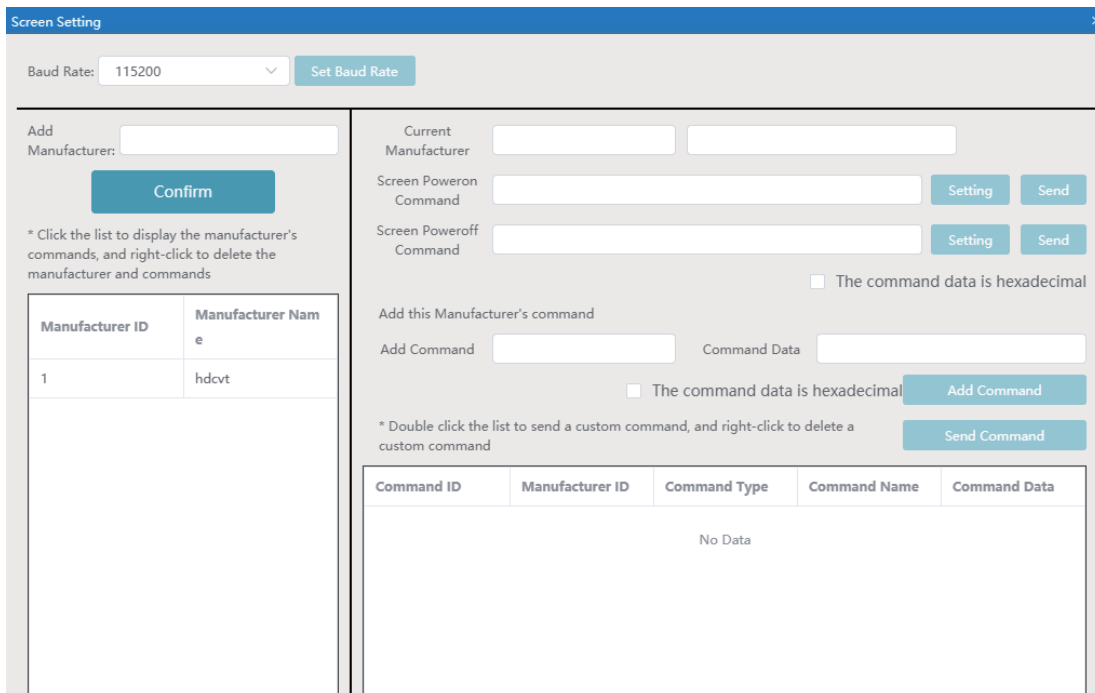 Screen Setting
Baud Rate: 115200 Set Baud Rate
Add
Manufacturer:
Confirm
* Click the list to display the manufacturer's
commands, and right-click to delete the
manufacturer and commands
Manufacturer ID
Manufacturer Nam
e
1 hdcvt
Current
Manufacturer
Screen Poweron
Command
Setting Send
Screen Poweroff
Command
Setting Send
The command data is hexadecimal
Add this Manufacturer's command
Add Command Command Data
The command data is hexadecimal Add Command
* Double click the list to send a custom command, and right-click to delete a
custom command
Send Command
Command ID Manufacturer ID Command Type Command Name Command Data
No Data